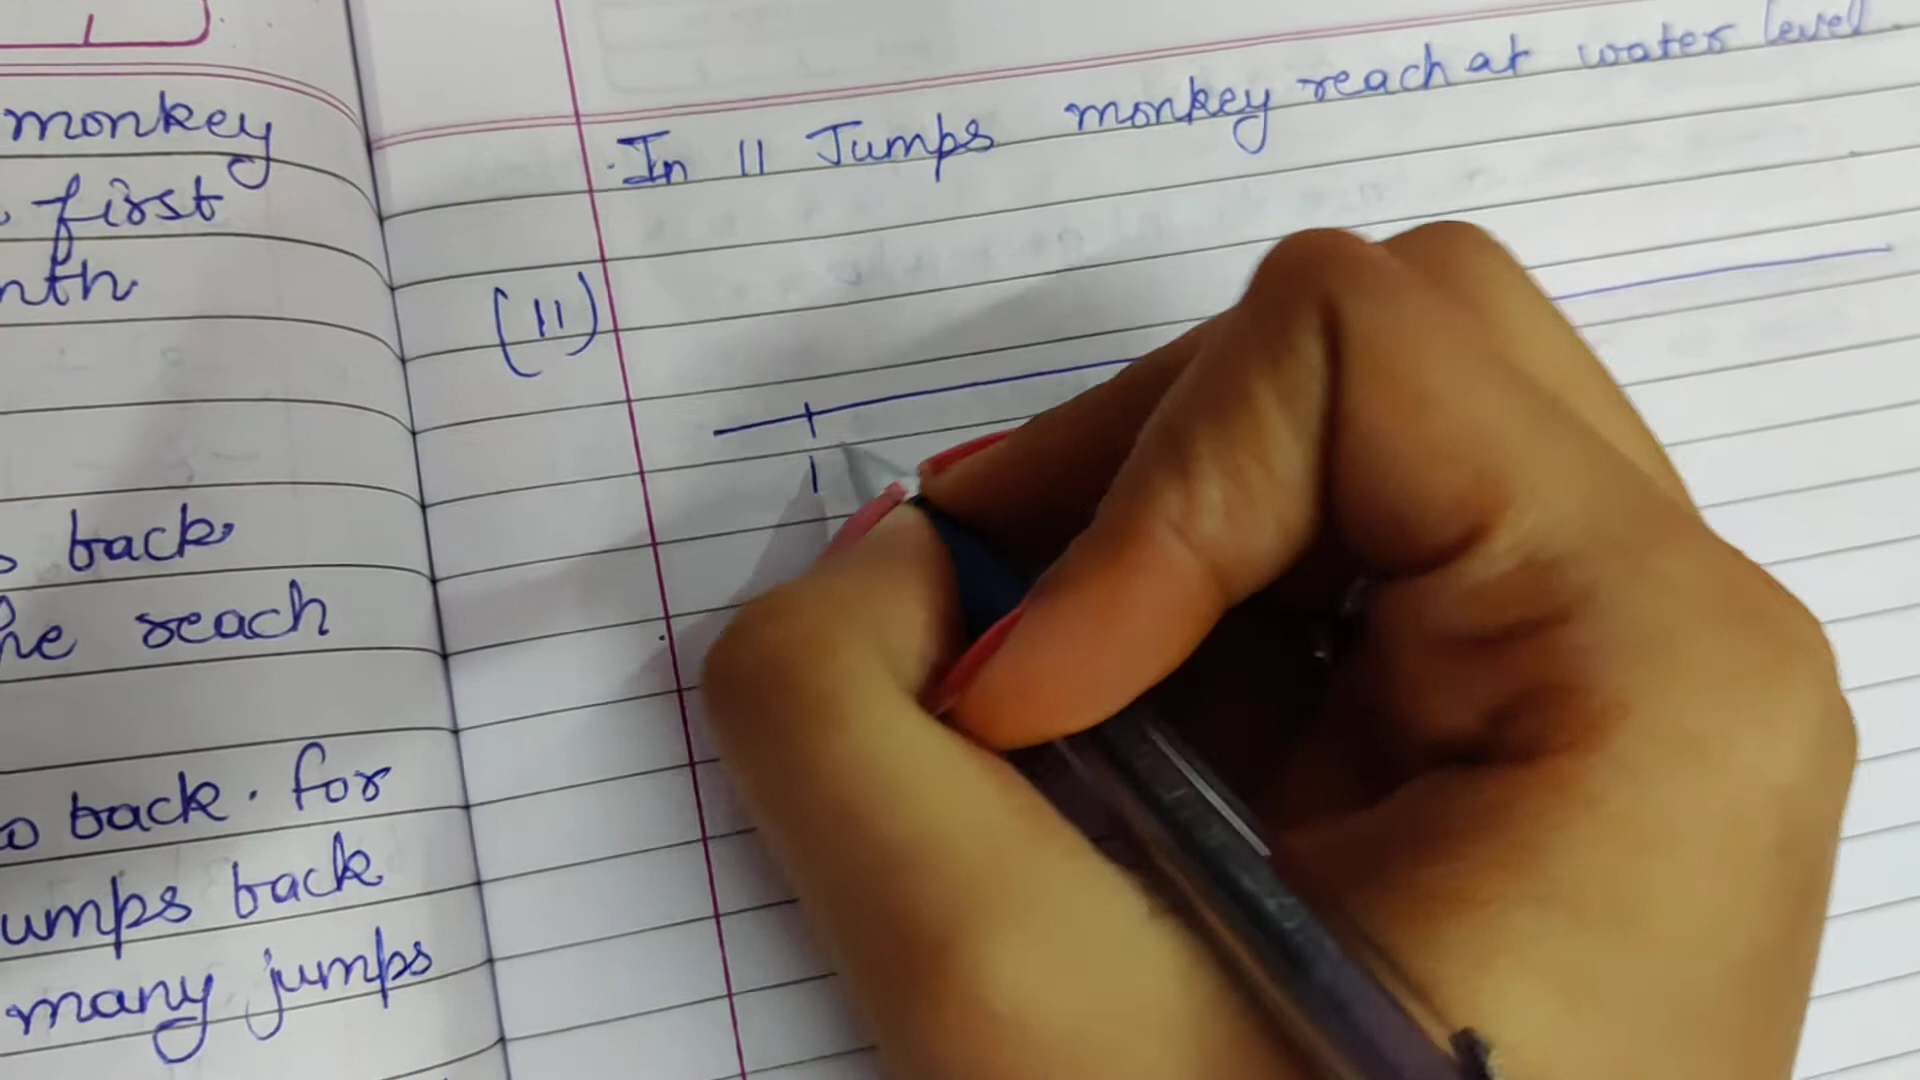 monkey
first
nth
back
he reach
o back. for
umps back
many jumps
In 11 Jumps monkey reach at water level.
(11)
1